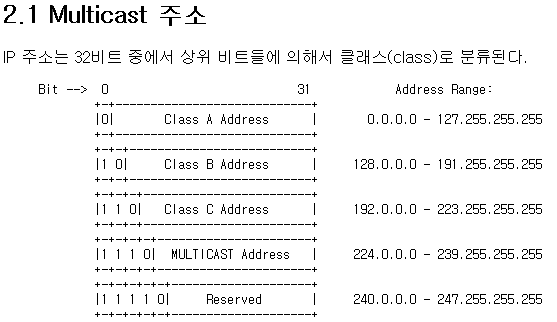 2.1 Multicast 주소
IP 주소는 32비트 중에서 상위 비트들에 의해서 클래스(class)로 분류된다.
Bit --> 0 31 Address Range:
+-+----------------------------+
|0| Class A Address | 0.0.0.0 - 127.255.255.255
+-+----------------------------+
+-+-+--------------------------+
|1 0| Class B Address | 128.0.0.0 - 191.255.255.255
+-+-+--------------------------+
+-+-+-+------------------------+
|1 1 0| Class C Address | 192.0.0.0 - 223.255.255.255
+-+-+-+------------------------+
+-+-+-+-+----------------------+
|1 1 1 0| MULTICAST Address | 224.0.0.0 - 239.255.255.255
+-+-+-+-+----------------------+
+-+-+-+-+-+--------------------+
|1 1 1 1 0| Reserved | 240.0.0.0 - 247.255.255.255
+-+-+-+-+-+--------------------+